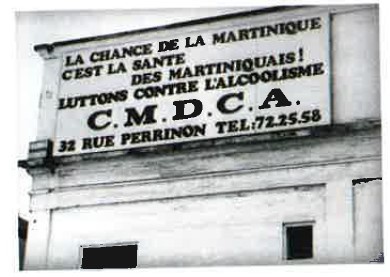 LA CHANCE DE LA MARTINIQUE
C'EST LA SANTE
DES MARTINIQUAIS!
LUTTONS CONTRE L'ALCOOLISME
C.M.D.C.A.
32 RUE PERRINON TEL:72.25.58